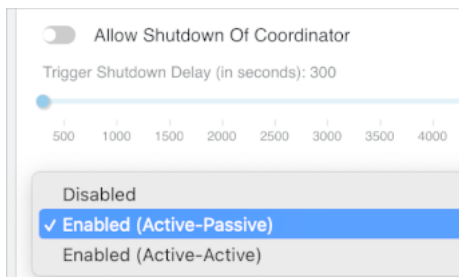 Allow Shutdown Of Coordinator
Trigger Shutdown Delay (in seconds): 300
500 1000 1500 2000 2500 3000 3500 4000
Disabled
✓ Enabled (Active-Passive)
Enabled (Active-Active)